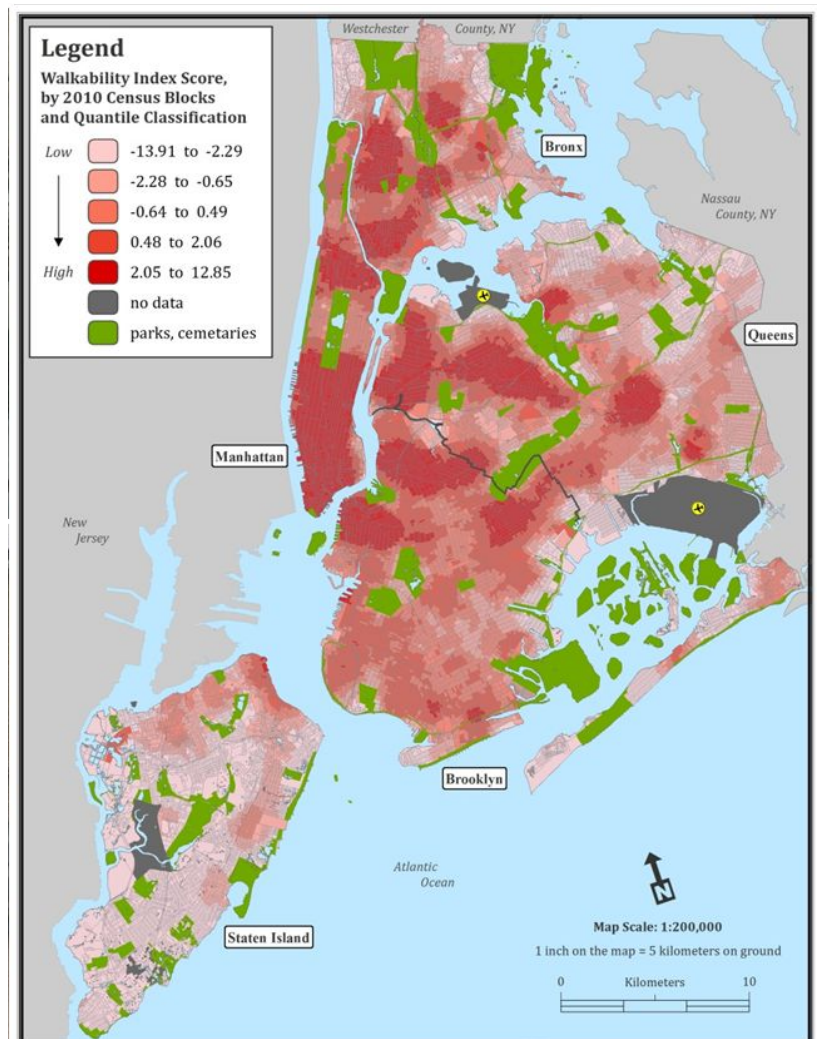 Westchester County, NY
Legend
Walkability Index Score,
by 2010 Census Blocks
and Quantile Classification
Low
-13.91 to -2.29
-2.28 to -0.65
-0.64 to 0.49
0.48 to 2.06
High
2.05 to 12.85
no data
parks, cemetaries
Bronx
Nassau
County, NY
Queens
Manhattan
New
Jersey
Brooklyn
Atlantic
Ocean
N
Staten Island
Map Scale: 1:200,000
1 inch on the map = 5 kilometers on ground
0 Kilometers 10